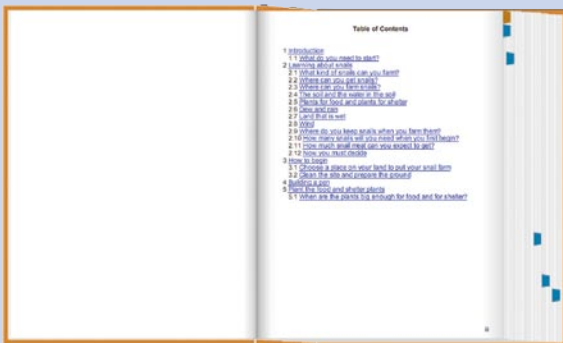 Table of Contents
1 Introduction
1.1 What do you need to start?
2 Learning about snails
2.1 What kind of snails can you farm?
2.2 Where can you get snails?
2.3 Where can you farm snails?
2.4 The soil and the water in the soil
2.5 Plants for food and plants for shelter
2.6 Dew and rain
2.7 Land that is wet
2.8 Wind
2.9 Where do you keep snails when you farm them?
2.10 How many snails will you need when you first begin?
2.11 How much snail meat can you expect to get?
2.12 Now you must decide
3 How to begin
3.1 Choose a place on your land to put your snail farm
3.2 Clean the site and prepare the ground
4 Building a pen
5 Plant the food and shelter plants
5.1 When are the plants big enough for food and for shelter?